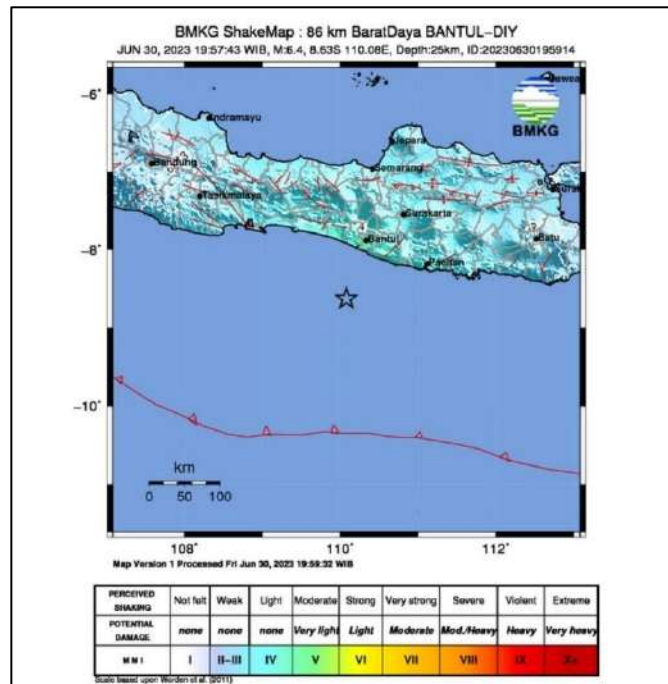 BMKG ShakeMap : 86 km BaratDaya BANTUL-DIY
JUN 30, 2023 19:57:43 WIB, M:6.4, 8.63S 110.08E, Depth:25km, ID:20230630195914
BMKG
−6°
−8°
−10°
Indramayu
Jepara
Bandung
Semarang
Tasikmalaya
Surakarta
Bantul
Batu
Pacitan
km
0 50 100
108° 110° 112°
Map Version 1 Processed Fri Jun 30, 2023 19:59:32 WIB
PERCEIVED SHAKING Not felt Weak Light Moderate Strong Very strong Severe Violent Extreme
POTENTIAL DAMAGE none none none Very light Light Moderate Mod./Heavy Heavy Very heavy
MMI I II–III IV V VI VII VIII IX X+
Scale based upon Worden et al. (2011)